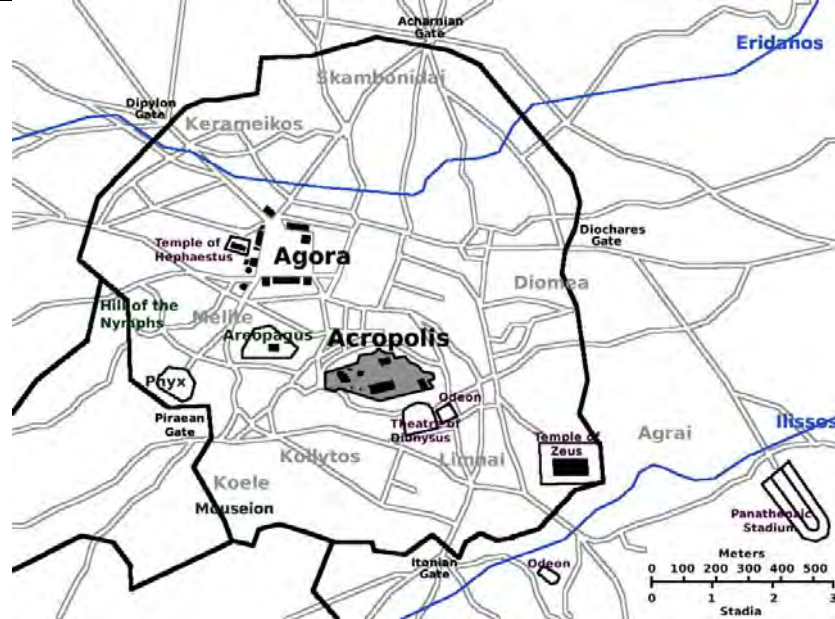 Acharnian
Gate
Eridanos
Skambonidai
Dipylon
Gate
Kerameikos
Diochares
Gate
Temple of
Hephaestus
Agora
Diomea
Hill of the
Nymphs
Melite
Areopagus
Acropolis
Pnyx
Odeon
Piraean
Gate
Theatre of
Dionysus
Temple of
Zeus
Agrai
Ilissos
Kollytos
Limnai
Koele
Mouseion
Panathenaic
Stadium
Itonian
Gate
Odeon
Meters
0 100 200 300 400 500
0 1 2 3
Stadia